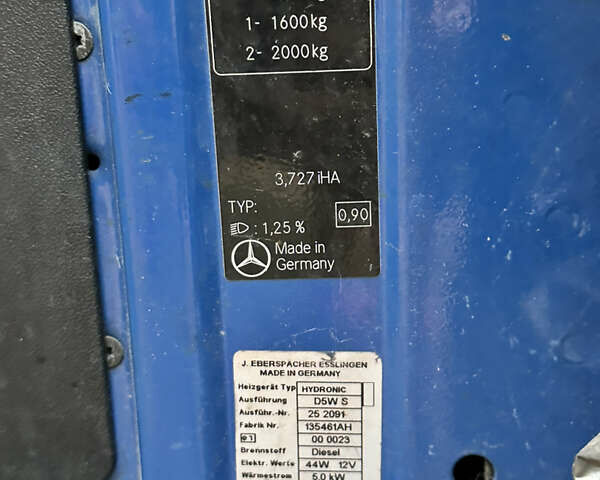 kg
1- 1600kg
2- 2000kg
3,727 iHA
TYP: 0,90
: 1,25 %
Made in
Germany
J. EBERSPÄCHER ESSLINGEN
MADE IN GERMANY
Heizgerät Typ HYDRONIC
Ausführung D5W S
Ausführ.-Nr. 25 2091
Fabrik Nr. 135461AH
e1 00 0023
Brennstoff Diesel
Elektr. Werte 44W 12V
Wärmestrom 5,0 kW